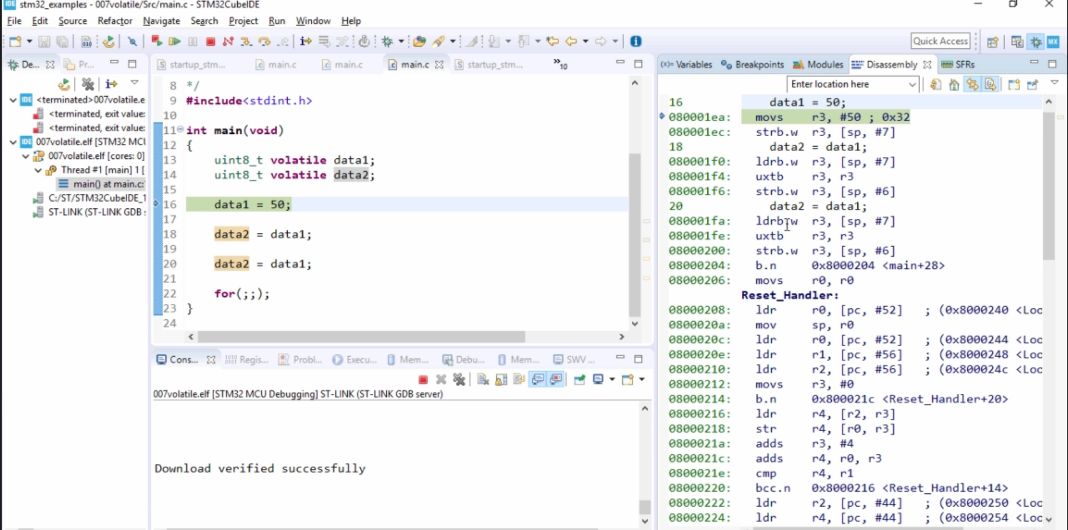 IDE stm32_examples - 007volatile/Src/main.c - STM32CubeIDE
File Edit Source Refactor Navigate Search Project Run Window Help
Quick Access
De... Pr...
<terminated>007volatile.e
<terminated, exit value:
<terminated, exit value:
007volatile.elf [STM32 MCU
007volatile.elf [cores: 0]
Thread #1 [main] 1 [
main() at main.c:
C:/ST/STM32CubeIDE_1
ST-LINK (ST-LINK GDB s
startup_stm... main.c main.c main.c startup_stm... »10
8 */
9 #include<stdint.h>
10
11 int main(void)
12 {
13 uint8_t volatile data1;
14 uint8_t volatile data2;
15
16 data1 = 50;
17
18 data2 = data1;
19
20 data2 = data1;
21
22 for(;;);
23 }
24
Cons... Regis... Probl... Execu... Mem... Debu... Mem... SWV ...
007volatile.elf [STM32 MCU Debugging] ST-LINK (ST-LINK GDB server)
Download verified successfully
(x)= Variables Breakpoints Modules Disassembly SFRs
Enter location here
16 data1 = 50;
080001ea: movs r3, #50 ; 0x32
080001ec: strb.w r3, [sp, #7]
18 data2 = data1;
080001f0: ldrb.w r3, [sp, #7]
080001f4: uxtb r3, r3
080001f6: strb.w r3, [sp, #6]
20 data2 = data1;
080001fa: ldrb.w r3, [sp, #7]
080001fe: uxtb r3, r3
08000200: strb.w r3, [sp, #6]
08000204: b.n 0x8000204 <main+28>
08000206: movs r0, r0
Reset_Handler:
08000208: ldr r0, [pc, #52] ; (0x8000240 <Loc
0800020a: mov sp, r0
0800020c: ldr r0, [pc, #52] ; (0x8000244 <Loc
0800020e: ldr r1, [pc, #56] ; (0x8000248 <Loc
08000210: ldr r2, [pc, #56] ; (0x800024c <Loc
08000212: movs r3, #0
08000214: b.n 0x800021c <Reset_Handler+20>
08000216: ldr r4, [r2, r3]
08000218: str r4, [r0, r3]
0800021a: adds r3, #4
0800021c: adds r4, r0, r3
0800021e: cmp r4, r1
08000220: bcc.n 0x8000216 <Reset_Handler+14>
08000222: ldr r2, [pc, #44] ; (0x8000250 <Loc
08000224: ldr r4, [pc, #44] ; (0x8000254 <Loc